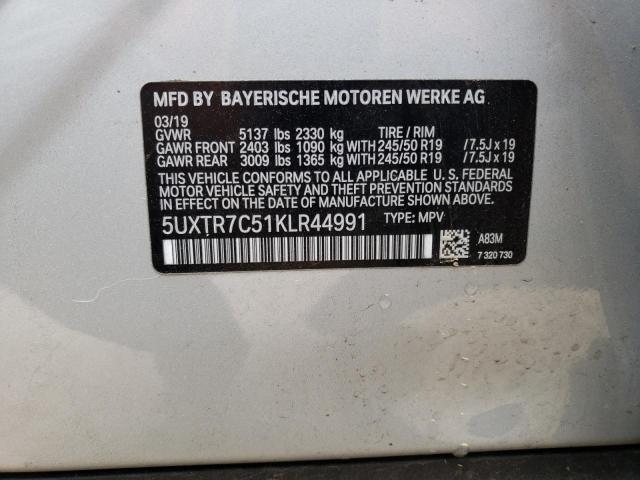 MFD BY BAYERISCHE MOTOREN WERKE AG
03/19
GVWR 5137 lbs 2330 kg TIRE / RIM
GAWR FRONT 2403 lbs 1090 kg WITH 245/50 R19 /7.5J x 19
GAWR REAR 3009 lbs 1365 kg WITH 245/50 R19 /7.5J x 19
THIS VEHICLE CONFORMS TO ALL APPLICABLE U. S. FEDERAL
MOTOR VEHICLE SAFETY AND THEFT PREVENTION STANDARDS
IN EFFECT ON THE DATE OF MANUFACTURE SHOWN ABOVE.
5UXTR7C51KLR44991 TYPE: MPV
A83M
7 320 730